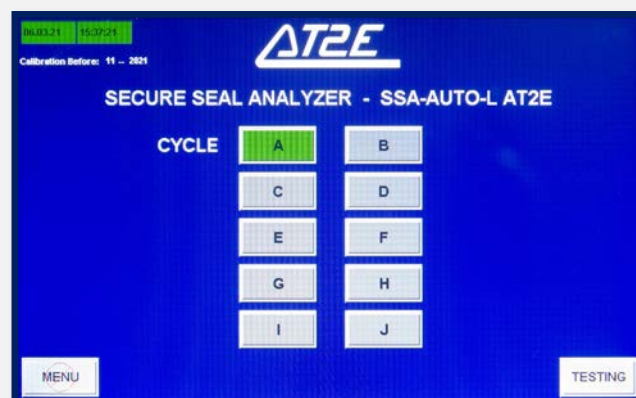 06.03.21 15:37:21
Calibration Before: 11 -- 2021
AT2E
SECURE SEAL ANALYZER - SSA-AUTO-L AT2E
CYCLE A B
C D
E F
G H
I J
MENU TESTING